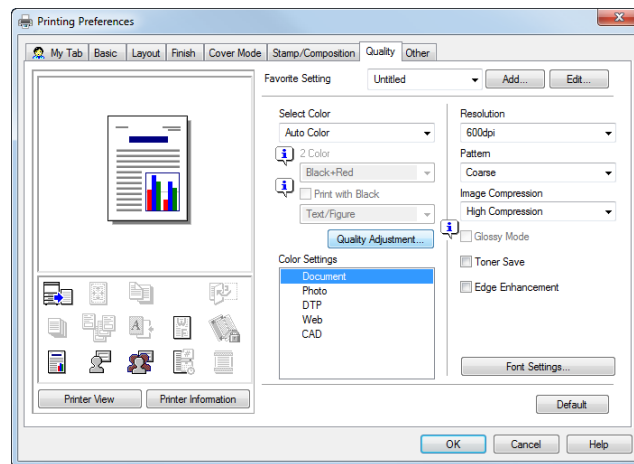 Printing Preferences
My Tab Basic Layout Finish Cover Mode Stamp/Composition Quality Other
Favorite Setting Untitled Add... Edit...
Select Color
Auto Color
2 Color
Black+Red
Print with Black
Text/Figure
Quality Adjustment...
Color Settings
Document
Photo
DTP
Web
CAD
Resolution
600dpi
Pattern
Coarse
Image Compression
High Compression
Glossy Mode
Toner Save
Edge Enhancement
Font Settings...
Printer View Printer Information
Default
OK Cancel Help